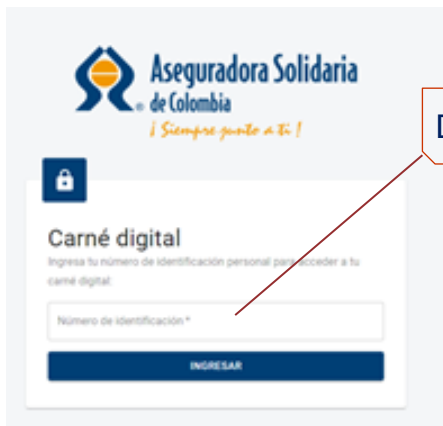 Aseguradora Solidaria
® de Colombia
¡ Siempre junto a ti !
D
Carné digital
Ingresa tu número de identificación personal para acceder a tu
carné digital:
Número de identificación *
INGRESAR